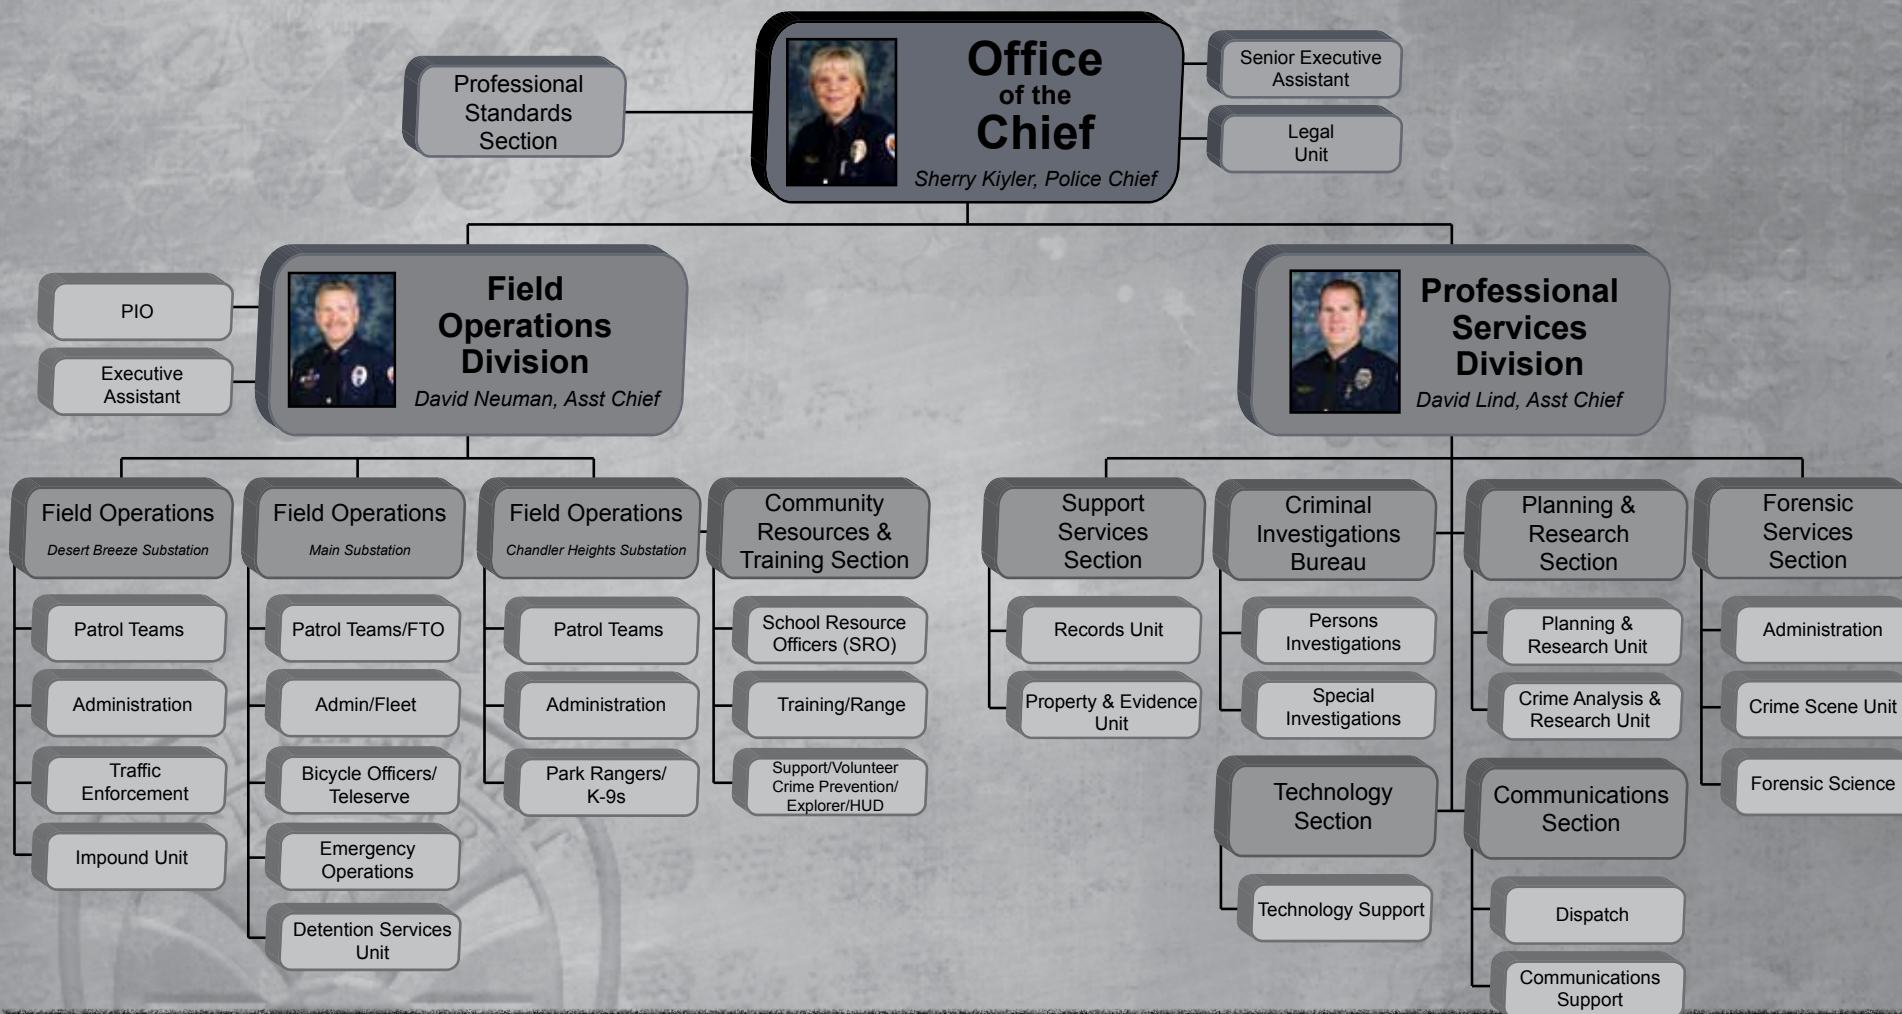 Professional
Standards
Section
Office
of the
Chief
Sherry Kiyler, Police Chief
Senior Executive
Assistant
Legal
Unit
PIO
Executive
Assistant
Field
Operations
Division
David Neuman, Asst Chief
Professional
Services
Division
David Lind, Asst Chief
Field Operations
Desert Breeze Substation
Patrol Teams
Administration
Traffic
Enforcement
Impound Unit
Field Operations
Main Substation
Patrol Teams/FTO
Admin/Fleet
Bicycle Officers/
Teleserve
Emergency
Operations
Detention Services
Unit
Field Operations
Chandler Heights Substation
Patrol Teams
Administration
Park Rangers/
K-9s
Community
Resources &
Training Section
School Resource
Officers (SRO)
Training/Range
Support/Volunteer
Crime Prevention/
Explorer/HUD
Support
Services
Section
Records Unit
Property & Evidence
Unit
Criminal
Investigations
Bureau
Persons
Investigations
Special
Investigations
Technology
Section
Technology Support
Planning &
Research
Section
Planning &
Research Unit
Crime Analysis &
Research Unit
Communications
Section
Dispatch
Communications
Support
Forensic
Services
Section
Administration
Crime Scene Unit
Forensic Science